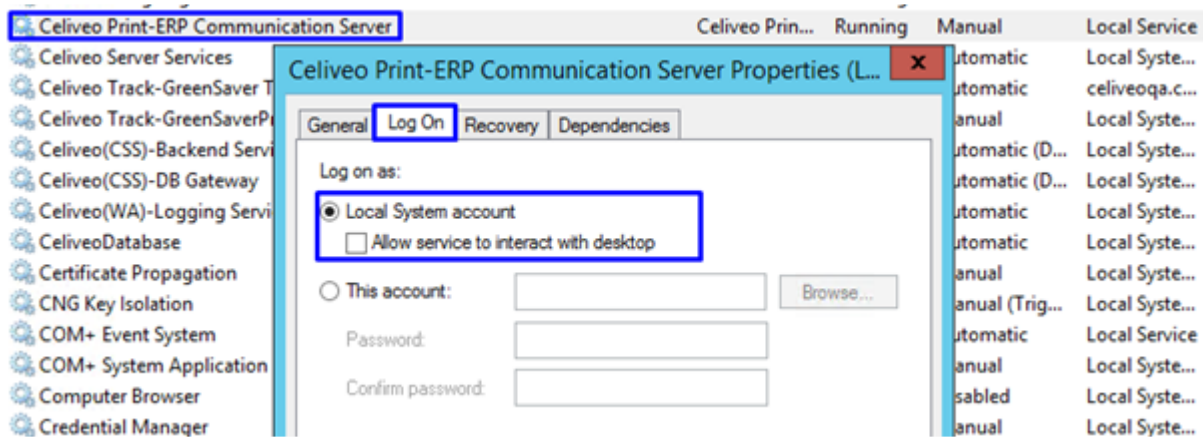 Celiveo Print-ERP Communication Server Celiveo Prin... Running Manual Local Service
Celiveo Server Services utomatic Local Syste...
Celiveo Print-ERP Communication Server Properties (L... x
Celiveo Track-GreenSaver T utomatic celiveoqa.c...
Celiveo Track-GreenSaverPr anual Local Syste...
General Log On Recovery Dependencies
Celiveo(CSS)-Backend Servi utomatic (D... Local Syste...
Log on as:
Celiveo(CSS)-DB Gateway utomatic (D... Local Syste...
Celiveo(WA)-Logging Servi utomatic Local Syste...
Local System account
CeliveoDatabase utomatic Local Syste...
Allow service to interact with desktop
Certificate Propagation anual Local Syste...
CNG Key Isolation anual (Trig... Local Syste...
This account: Browse...
COM+ Event System utomatic Local Service
Password:
COM+ System Application anual Local Syste...
Confirm password:
Computer Browser sabled Local Syste...
Credential Manager anual Local Syste...